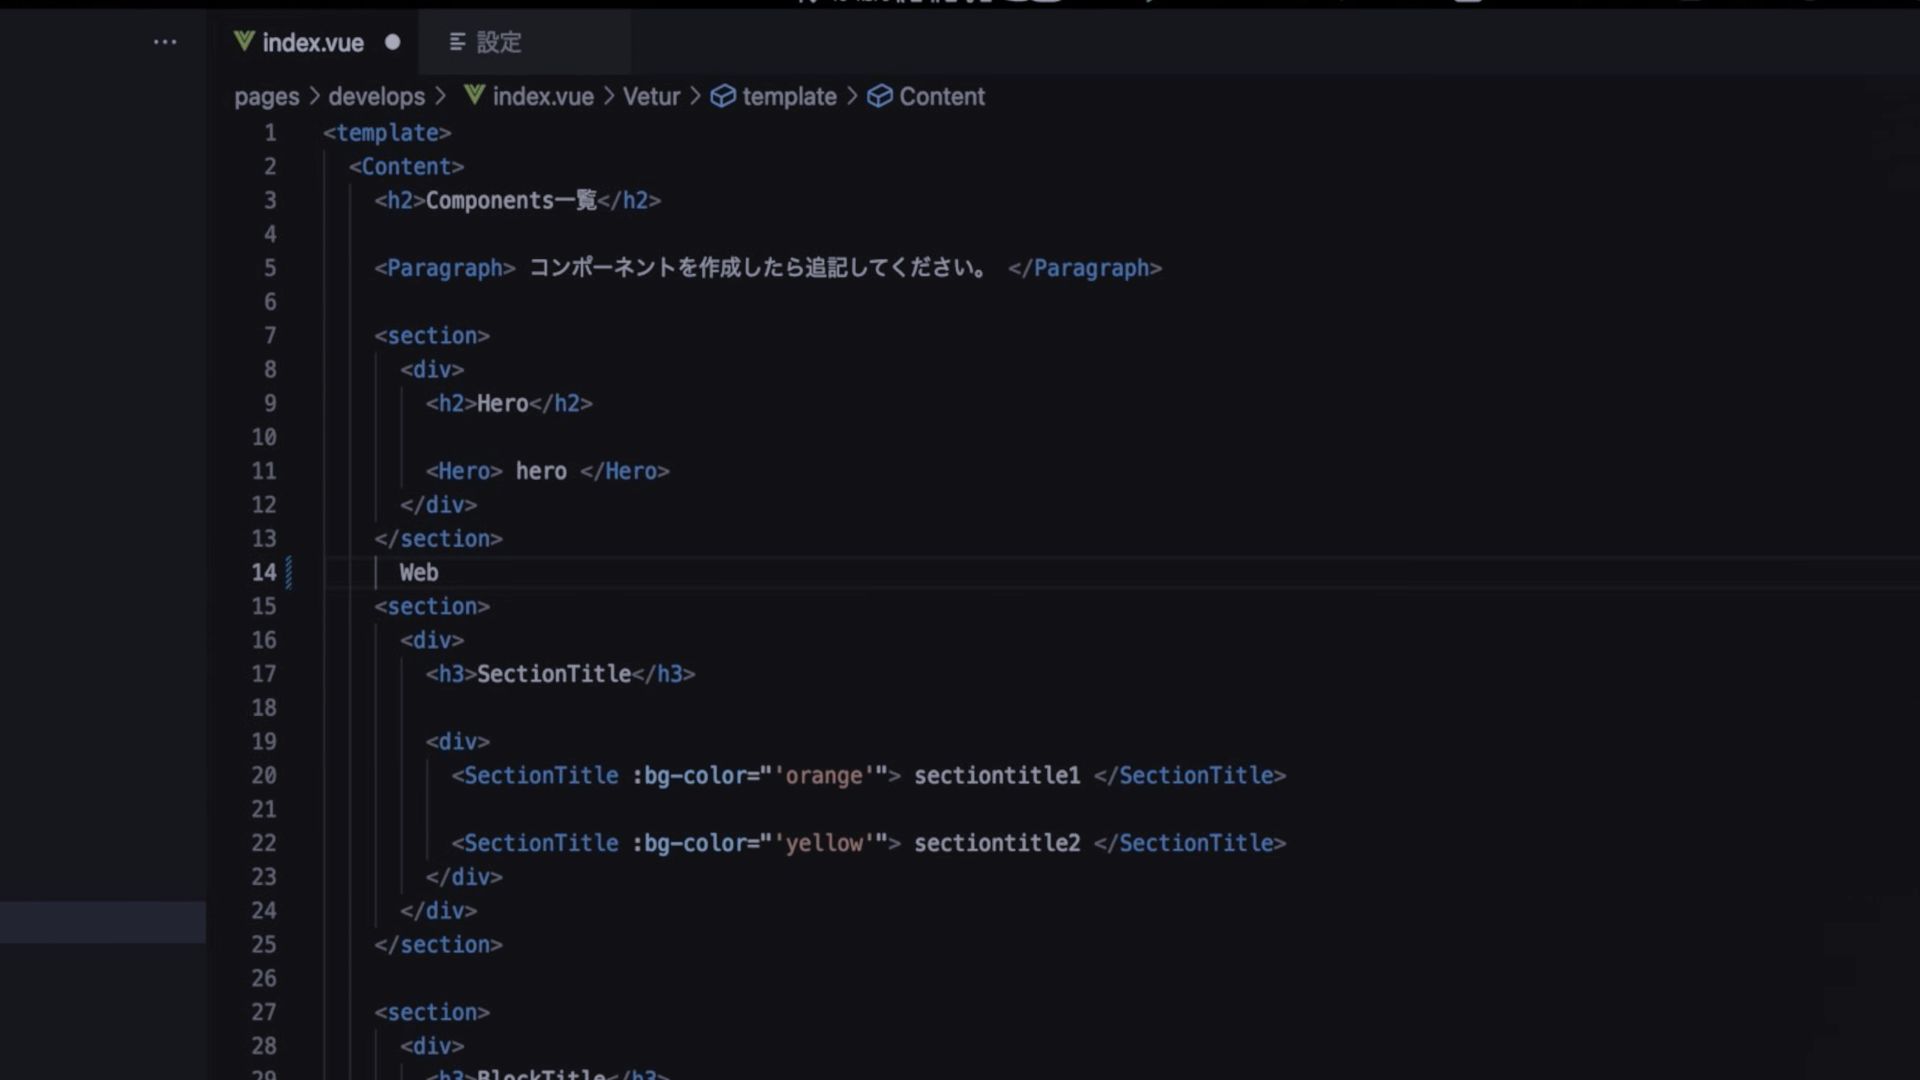 index.vue
設定
pages > develops > index.vue > Vetur > template > Content
1 <template>
2 <Content>
3 <h2>Components一覧</h2>
4
5 <Paragraph> コンポーネントを作成したら追記してください。 </Paragraph>
6
7 <section>
8 <div>
9 <h2>Hero</h2>
10
11 <Hero> hero </Hero>
12 </div>
13 </section>
14 Web
15 <section>
16 <div>
17 <h3>SectionTitle</h3>
18
19 <div>
20 <SectionTitle :bg-color="'orange'"> sectiontitle1 </SectionTitle>
21
22 <SectionTitle :bg-color="'yellow'"> sectiontitle2 </SectionTitle>
23 </div>
24 </div>
25 </section>
26
27 <section>
28 <div>
29 <h3>BlockTitle</h3>